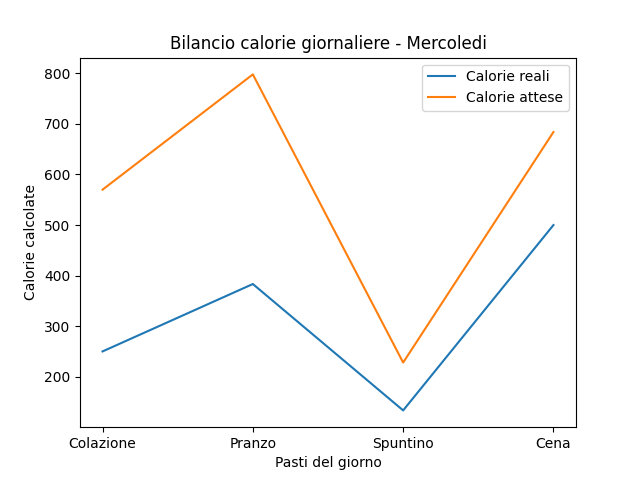 Bilancio calorie giornaliere - Mercoledi
Calorie reali
Calorie attese
800
700
600
500
400
300
200
Calorie calcolate
Colazione Pranzo Spuntino Cena
Pasti del giorno